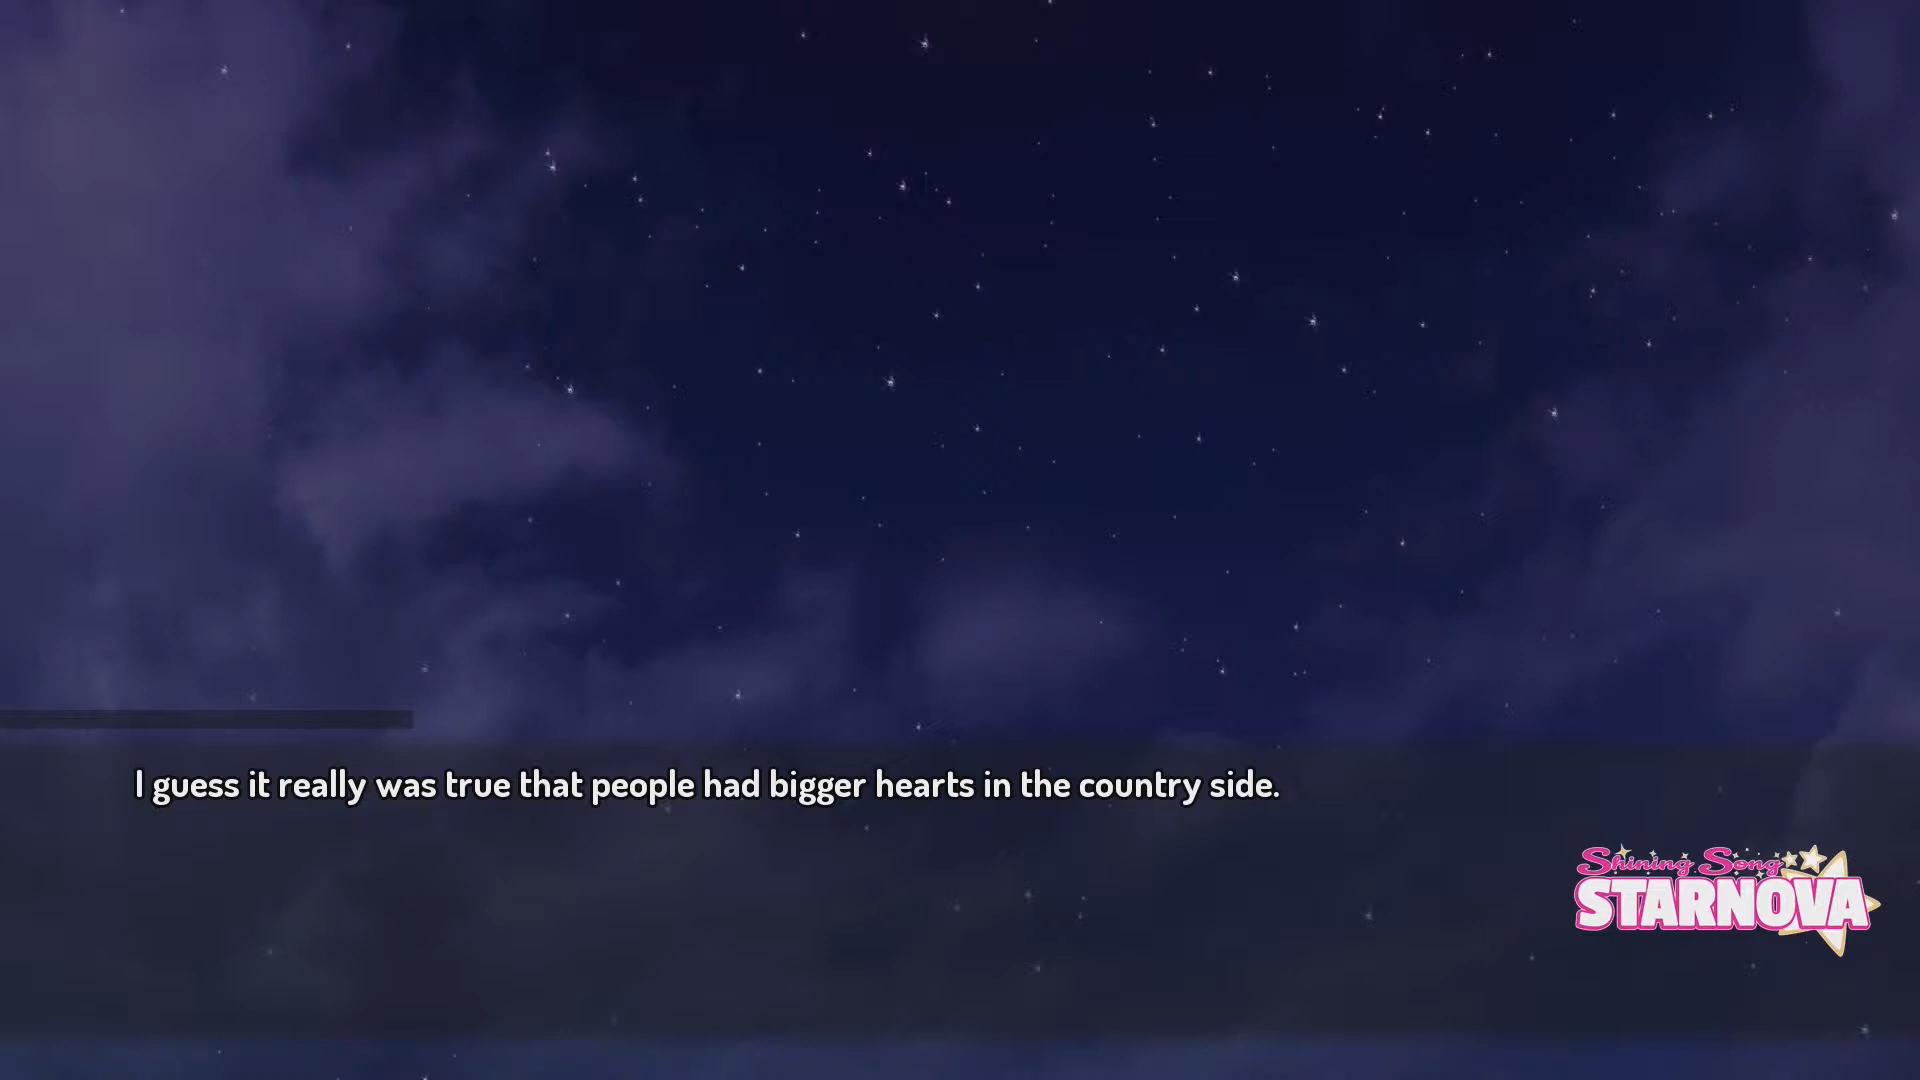 I guess it really was true that people had bigger hearts in the country side.
Shining Song
STARNOVA